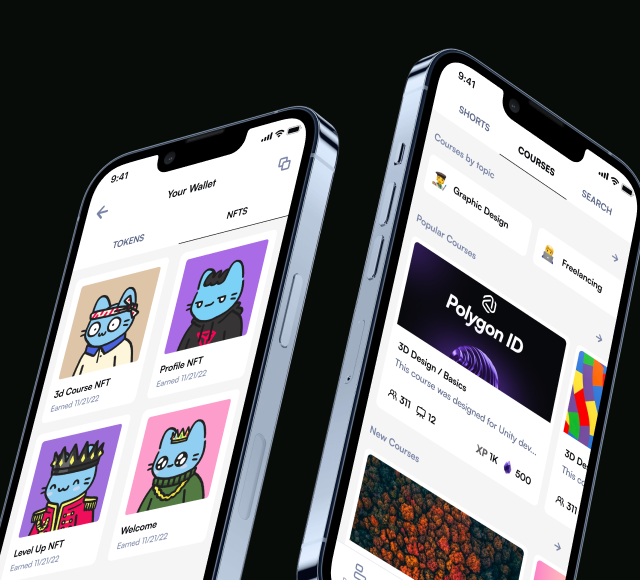 9:41
Your Wallet
TOKENS
NFTS
3d Course NFT
Earned 11/21/22
Profile NFT
Earned 11/21/22
Level Up NFT
Earned 11/21/22
Welcome
Earned 11/21/22
9:41
SHORTS
COURSES
SEARCH
Courses by topic
Graphic Design
Freelancing
Popular Courses
Polygon ID
3D Design / Basics
This course was designed for Unity dev...
311
12
XP 1K
500
3D De
This co
311
New Courses